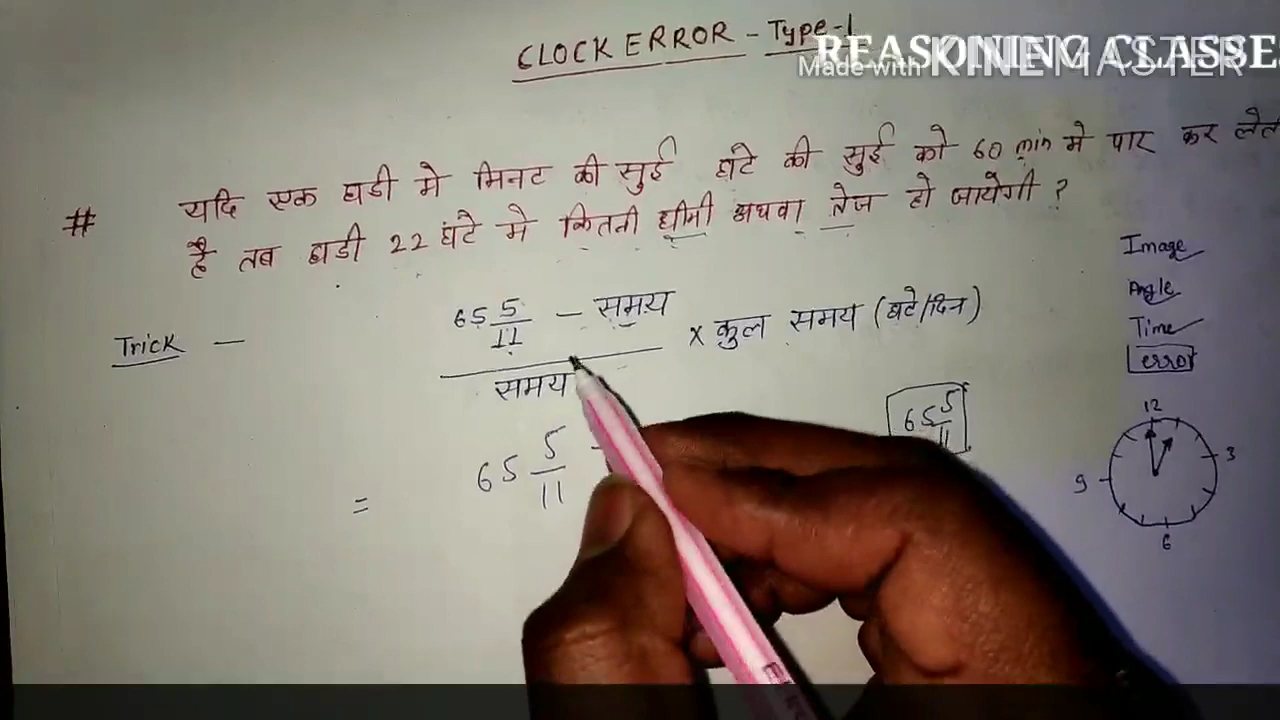 CLOCK ERROR - Type-1
REASONING CLASSE
Made with KINEMASTER
# यदि एक घडी मे मिनट की सुई घंटे की सुई को 60 min मे पार कर लेत
है तब घडी 22 घंटे मे कितनी धीमी अथवा तेज हो जायेगी ?
Image
Angle
Time
error
Trick - 65 5/11 - समय / समय × कुल समय (घंटे/दिन)
= 65 5/11 -
65 5/11
12
3
9
6